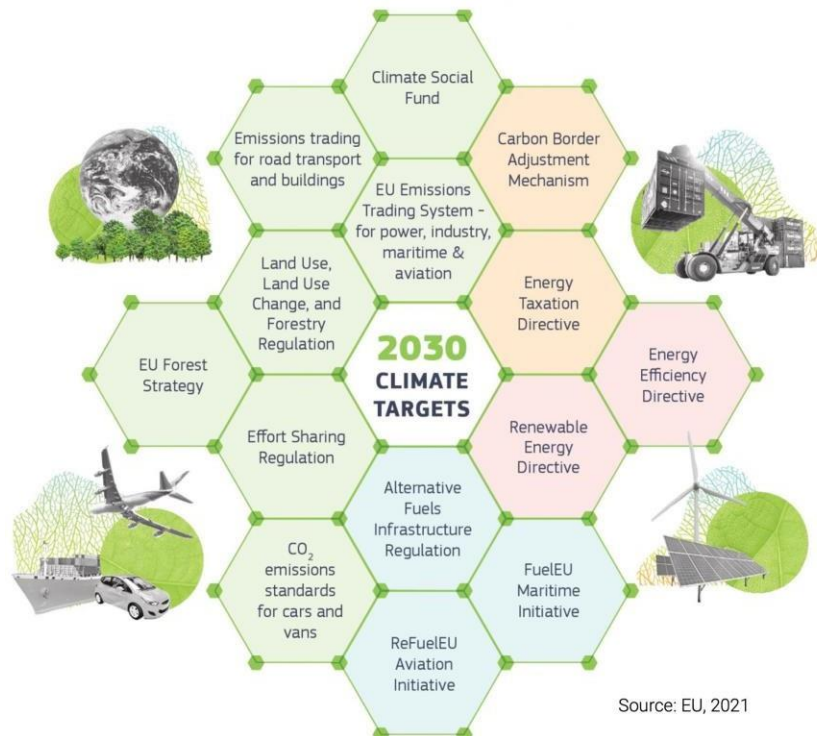 Climate Social
Fund
Emissions trading
for road transport
and buildings
Carbon Border
Adjustment
Mechanism
EU Emissions
Trading System -
for power, industry,
maritime &
aviation
Land Use,
Land Use
Change, and
Forestry
Regulation
Energy
Taxation
Directive
EU Forest
Strategy
2030
CLIMATE
TARGETS
Energy
Efficiency
Directive
Effort Sharing
Regulation
Renewable
Energy
Directive
Alternative
Fuels
Infrastructure
Regulation
CO₂
emissions
standards
for cars and
vans
FuelEU
Maritime
Initiative
ReFuelEU
Aviation
Initiative
Source: EU, 2021